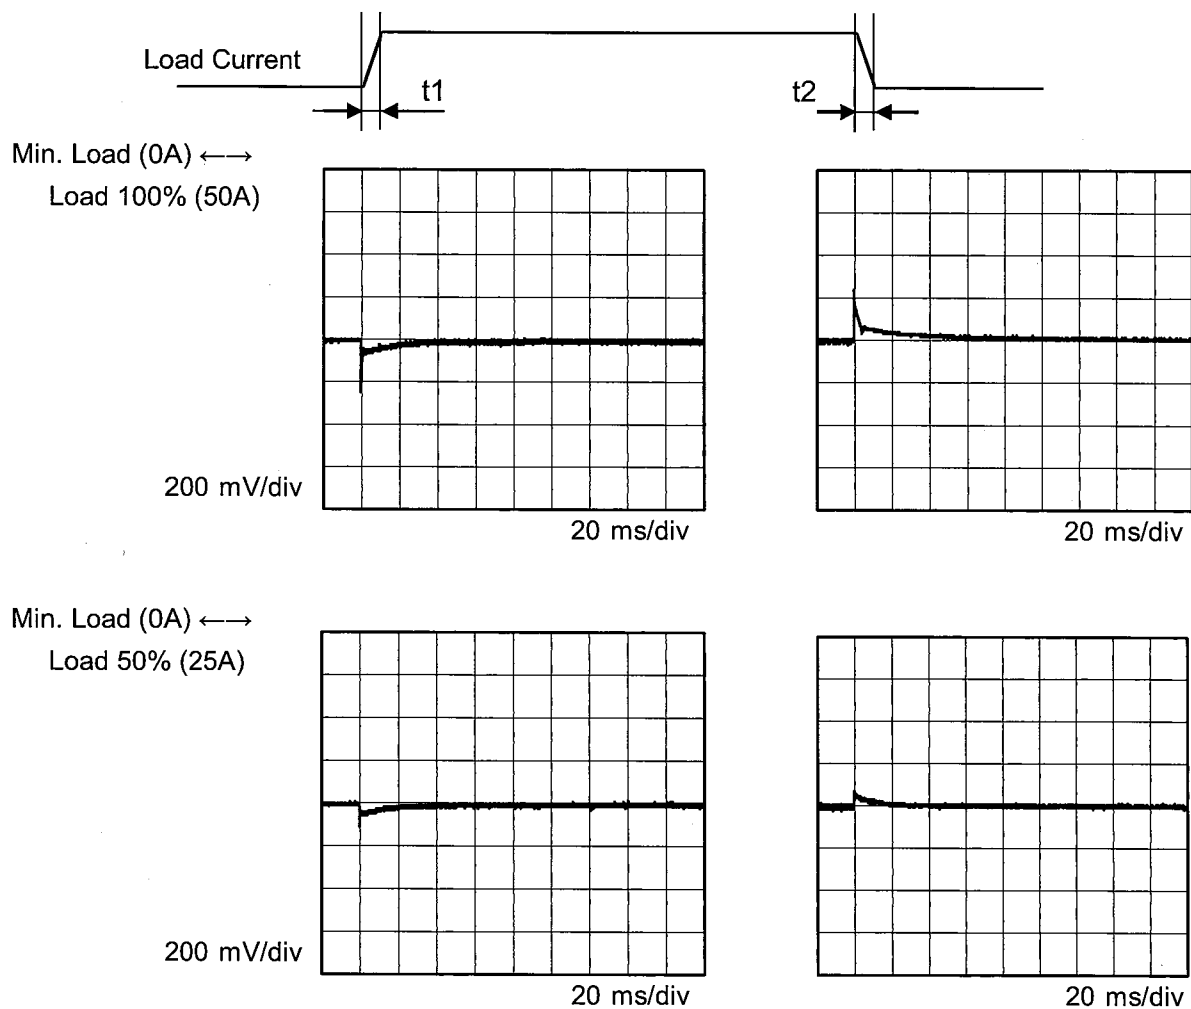 Load Current
t1
t2
Min. Load (0A) ←→
Load 100% (50A)
200 mV/div
20 ms/div
20 ms/div
Min. Load (0A) ←→
Load 50% (25A)
200 mV/div
20 ms/div
20 ms/div